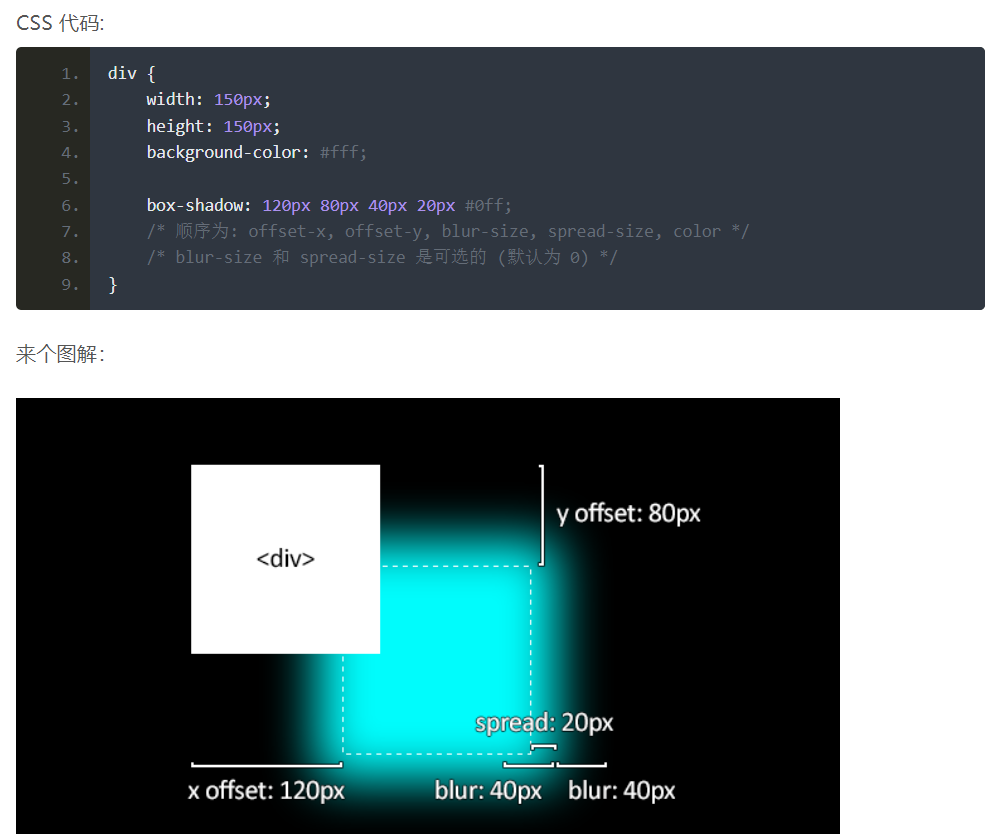 CSS 代码:
1. div {
2.     width: 150px;
3.     height: 150px;
4.     background-color: #fff;
5.
6.     box-shadow: 120px 80px 40px 20px #0ff;
7.     /* 顺序为: offset-x, offset-y, blur-size, spread-size, color */
8.     /* blur-size 和 spread-size 是可选的 (默认为 0) */
9. }
来个图解:
y offset: 80px
<div>
spread: 20px
x offset: 120px blur: 40px blur: 40px